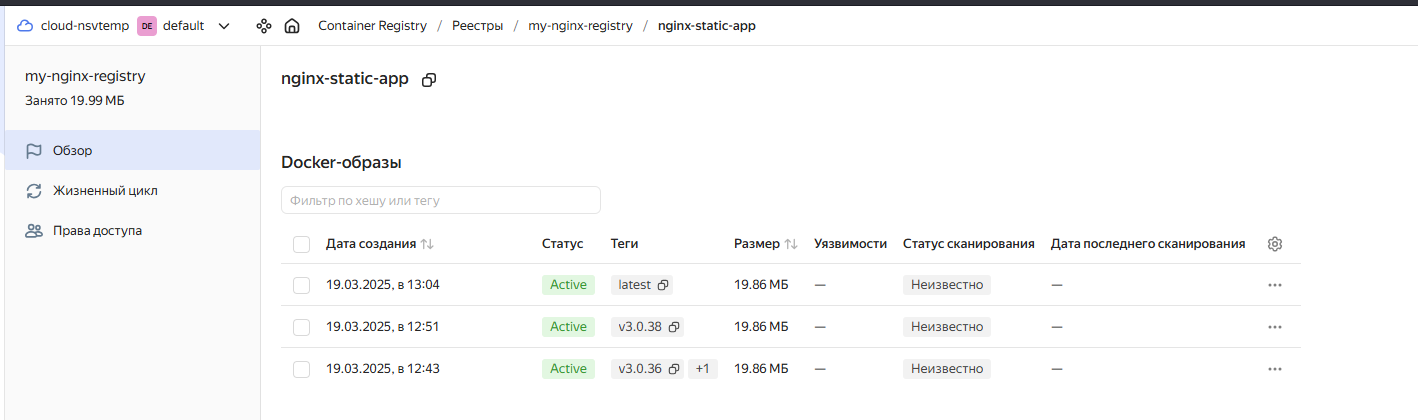 cloud-nsvtemp DE default Container Registry / Реестры / my-nginx-registry / nginx-static-app
my-nginx-registry
Занято 19.99 МБ
Обзор
Жизненный цикл
Права доступа
nginx-static-app
Docker-образы
Фильтр по хешу или тегу
Дата создания Статус Теги Размер Уязвимости Статус сканирования Дата последнего сканирования
19.03.2025, в 13:04 Active latest 19.86 МБ — Неизвестно —
19.03.2025, в 12:51 Active v3.0.38 19.86 МБ — Неизвестно —
19.03.2025, в 12:43 Active v3.0.36 +1 19.86 МБ — Неизвестно —